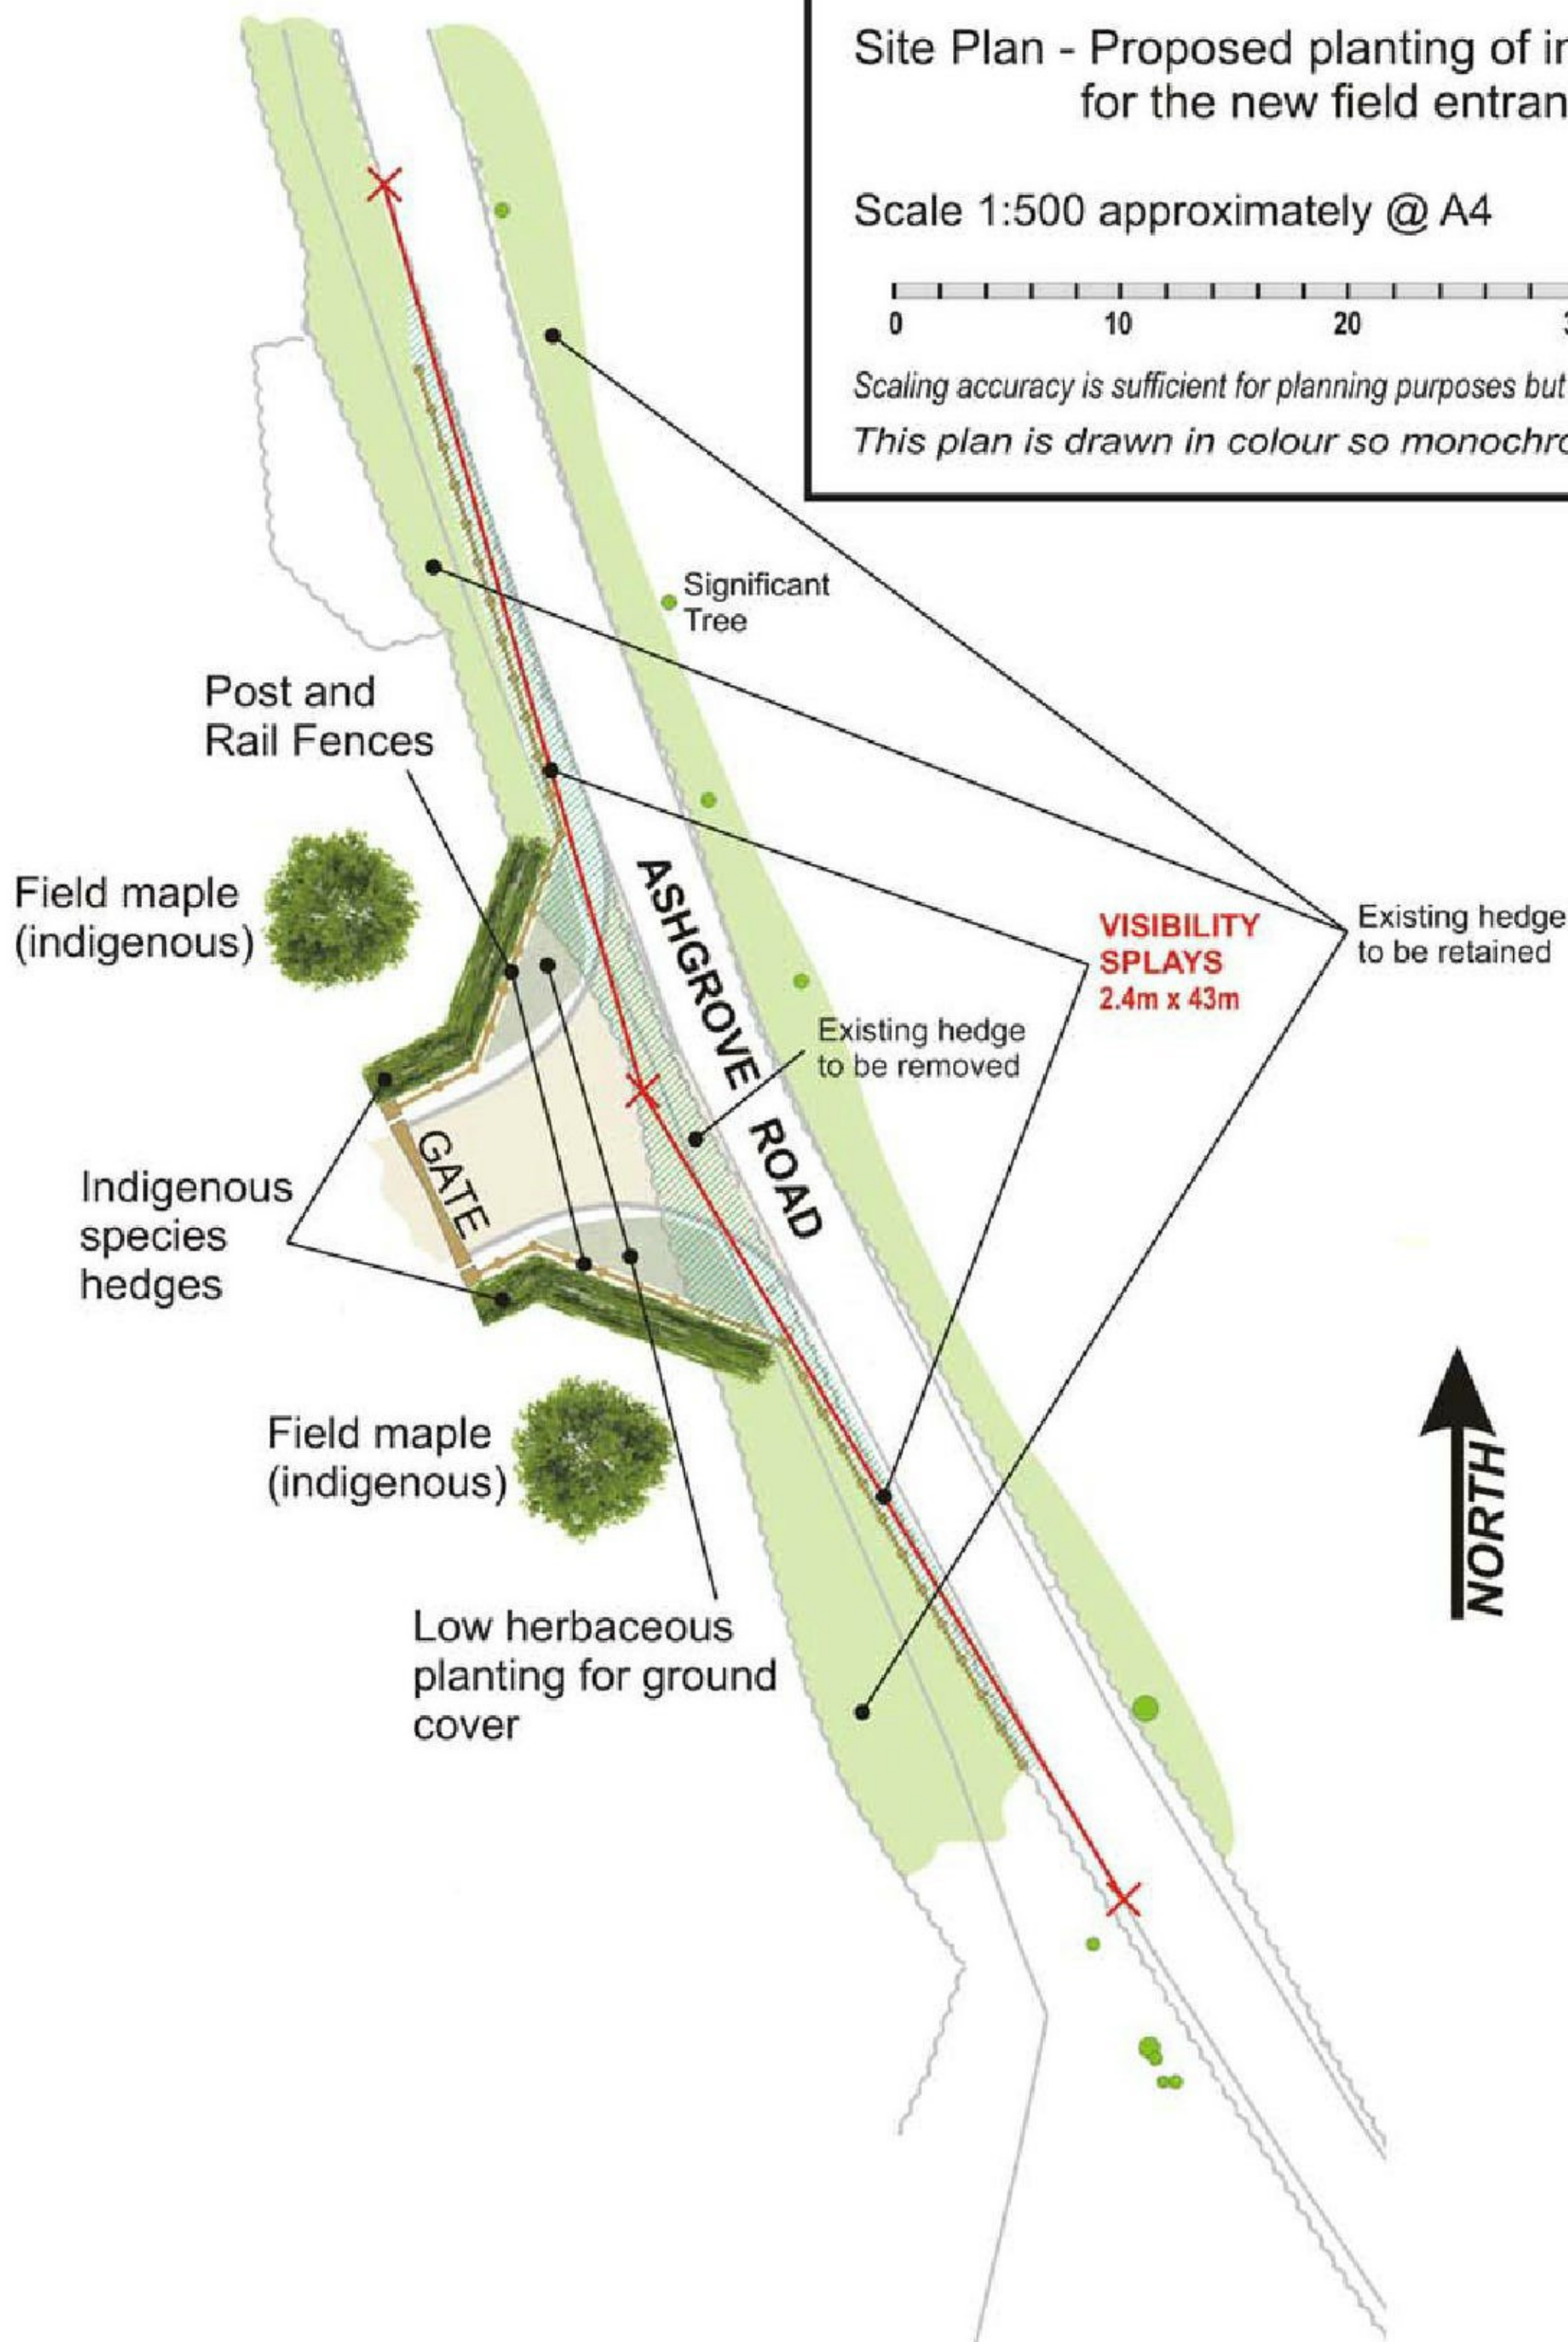 Site Plan - Proposed planting of
for the new field
Scale 1:500 approximately @ A4
0 10 20
Scaling accuracy is sufficient for planning purposes but
This plan is drawn in colour so
Significant
Tree
Post and
Rail Fences
Field maple
(indigenous)
ASHGROVE ROAD
VISIBILITY
SPLAYS
2.4m x 43m
Existing hedge
to be retained
Existing hedge
to be removed
GATE
Indigenous
species
hedges
Field maple
(indigenous)
NORTH
Low herbaceous
planting for ground
cover